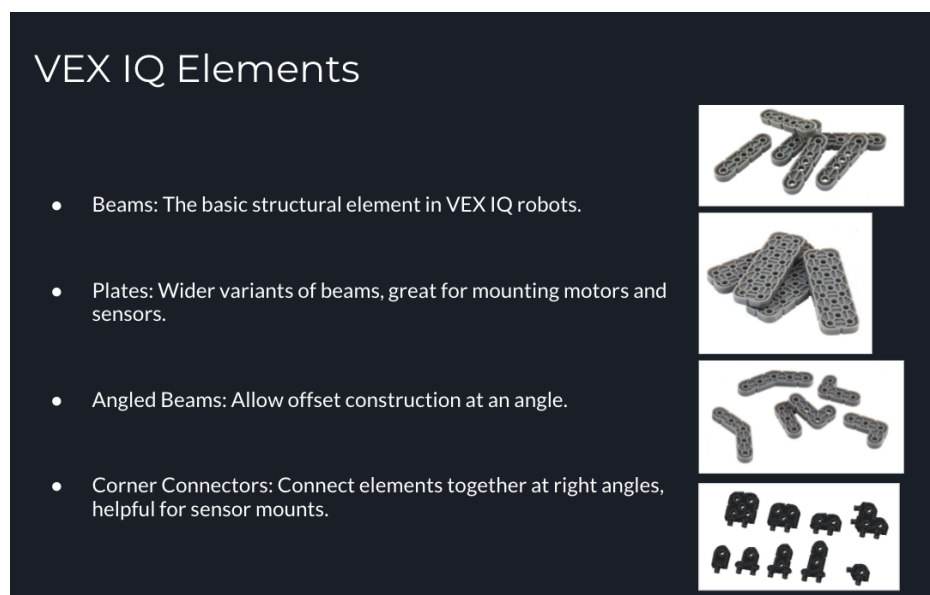 VEX IQ Elements
● Beams: The basic structural element in VEX IQ robots.
● Plates: Wider variants of beams, great for mounting motors and
sensors.
● Angled Beams: Allow offset construction at an angle.
● Corner Connectors: Connect elements together at right angles,
helpful for sensor mounts.